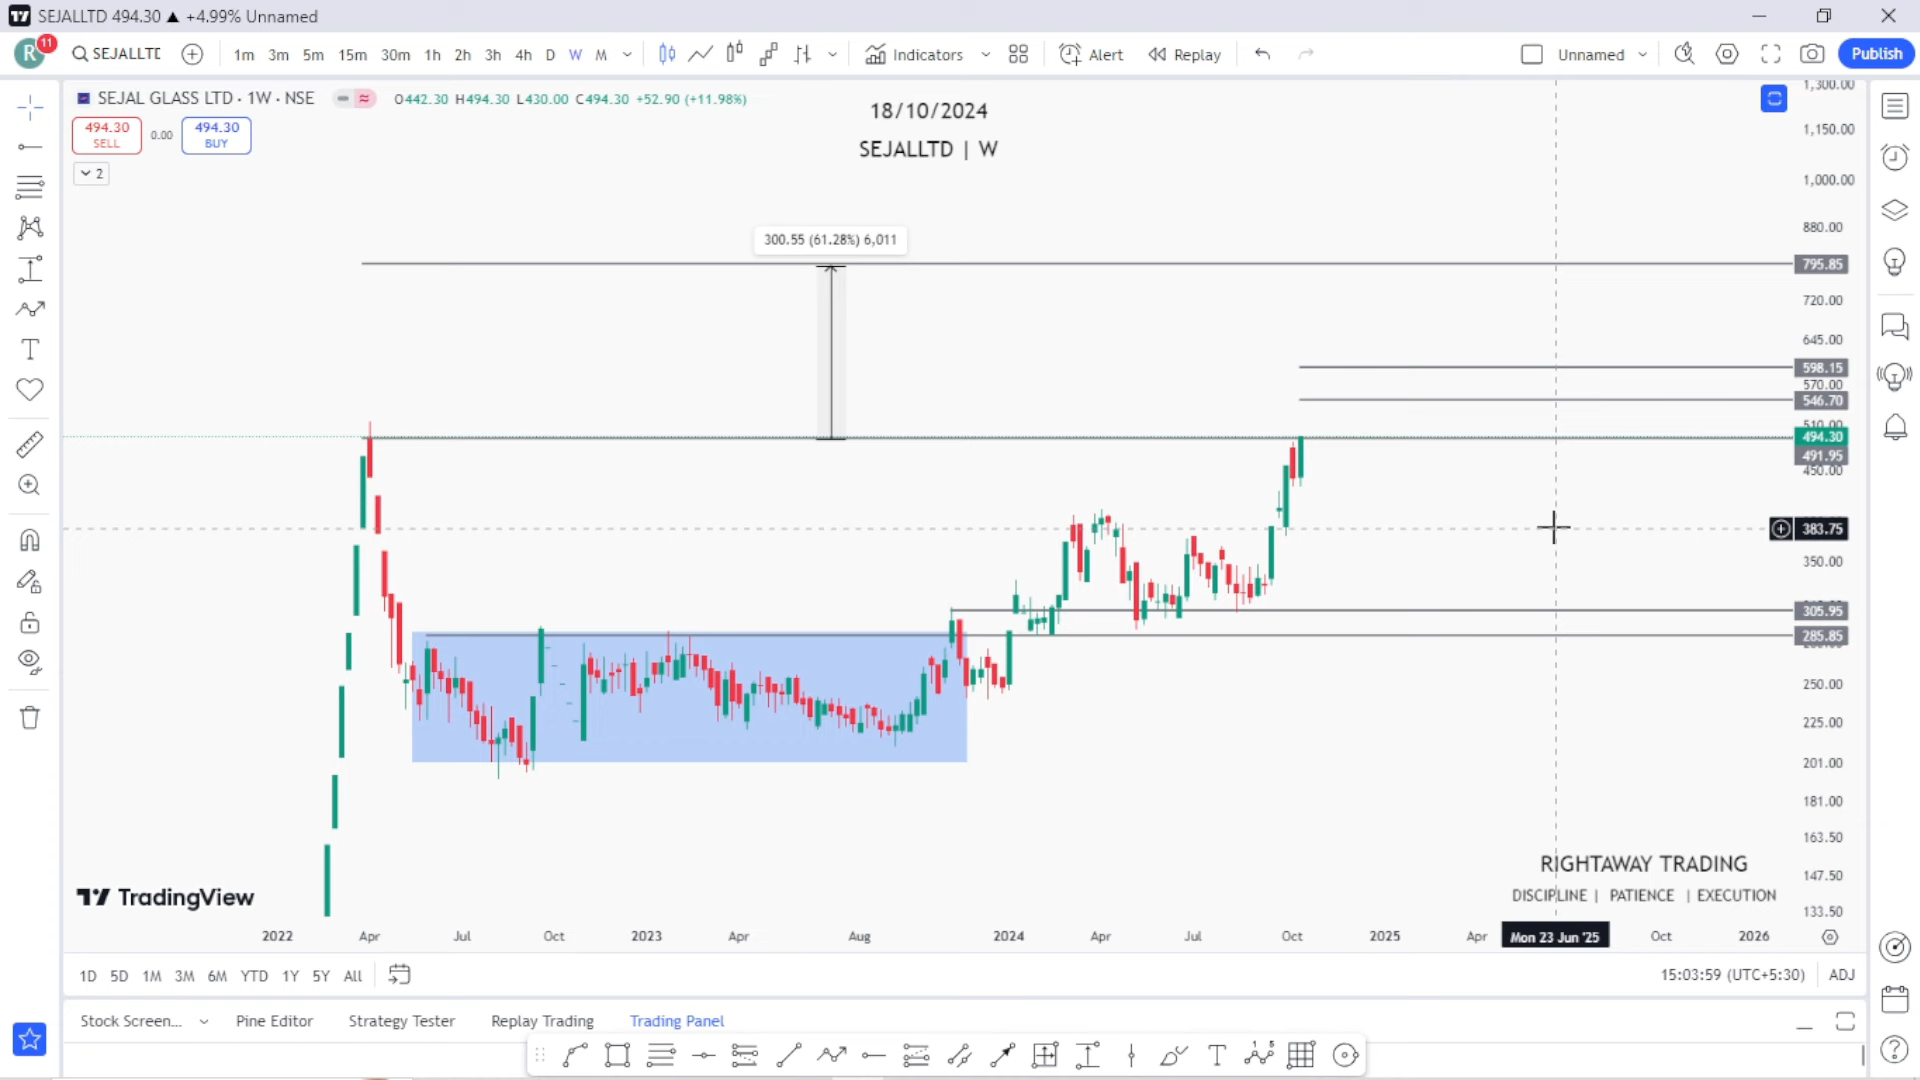 SEJALLTD 494.30 ▲ +4.99% Unnamed
R 11 SEJALLTD 1m 3m 5m 15m 30m 1h 2h 3h 4h D W M Indicators Alert Replay Unnamed Publish
SEJAL GLASS LTD · 1W · NSE O442.30 H494.30 L430.00 C494.30 +52.90 (+11.98%)
494.30 SELL 0.00 494.30 BUY
2
18/10/2024
SEJALLTD | W
300.55 (61.28%) 6,011
1,300.00
1,150.00
1,000.00
880.00
795.85
720.00
645.00
598.15
570.00
546.70
510.00
494.30
491.95
450.00
383.75
350.00
305.95
285.85
250.00
225.00
201.00
181.00
163.50
147.50
133.50
RIGHTAWAY TRADING
DISCIPLINE | PATIENCE | EXECUTION
TradingView
2022 Apr Jul Oct 2023 Apr Aug 2024 Apr Jul Oct 2025 Apr Mon 23 Jun '25 Oct 2026
1D 5D 1M 3M 6M YTD 1Y 5Y All 15:03:59 (UTC+5:30) ADJ
Stock Screen... Pine Editor Strategy Tester Replay Trading Trading Panel